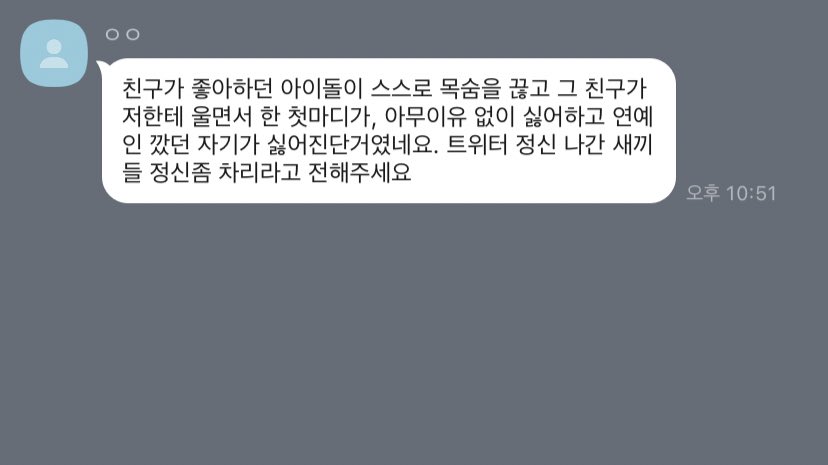 ㅇㅇ
친구가 좋아하던 아이돌이 스스로 목숨을 끊고 그 친구가
저한테 울면서 한 첫마디가, 아무이유 없이 싫어하고 연예
인 깠던 자기가 싫어진단거였네요. 트위터 정신 나간 새끼
들 정신좀 차리라고 전해주세요
오후 10:51